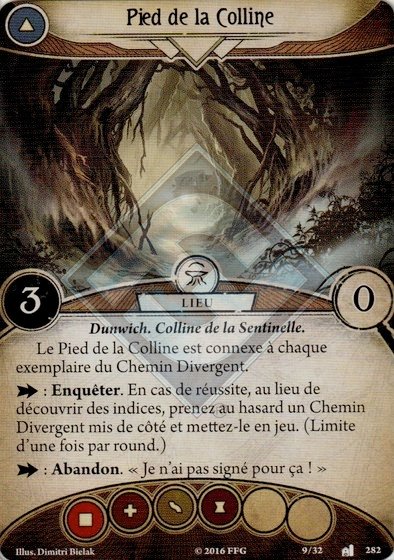 Pied de la Colline
3
LIEU
0
Dunwich. Colline de la Sentinelle.
Le Pied de la Colline est connexe à chaque
exemplaire du Chemin Divergent.
: Enquêter. En cas de réussite, au lieu de
découvrir des indices, prenez au hasard un Chemin
Divergent mis de côté et mettez-le en jeu. (Limite
d'une fois par round.)
: Abandon. « Je n'ai pas signé pour ça ! »
Illus. Dimitri Bielak
© 2016 FFG
9/32
282